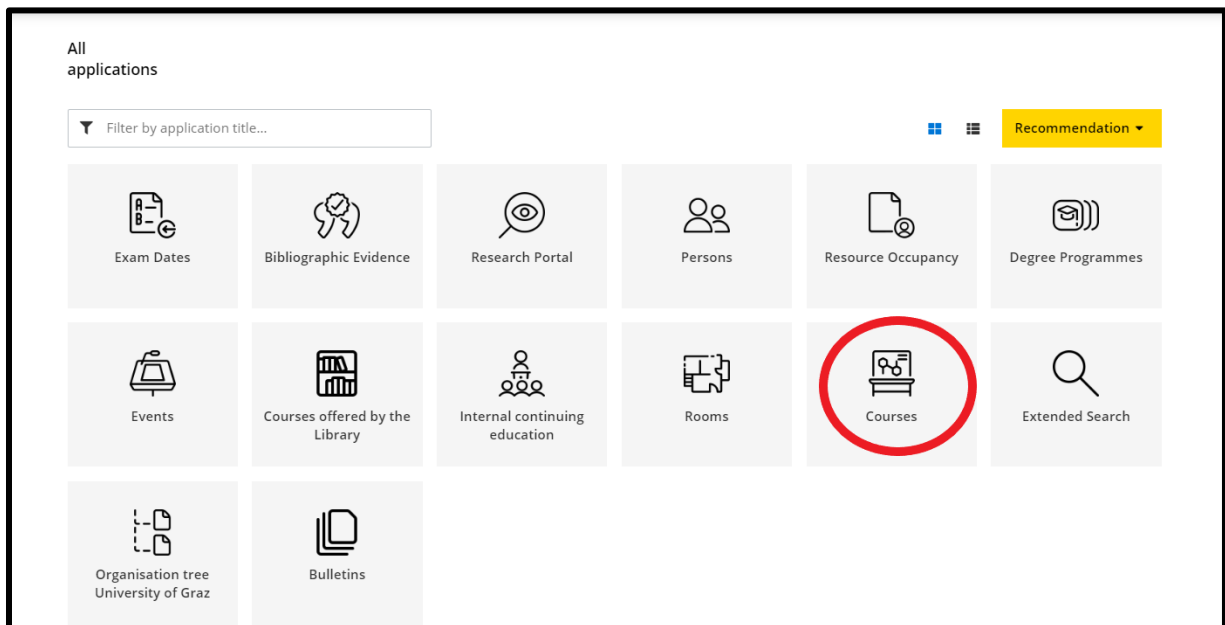 All
applications
Filter by application title...
Recommendation
Exam Dates
Bibliographic Evidence
Research Portal
Persons
Resource Occupancy
Degree Programmes
Events
Courses offered by the
Library
Internal continuing
education
Rooms
Courses
Extended Search
Organisation tree
University of Graz
Bulletins